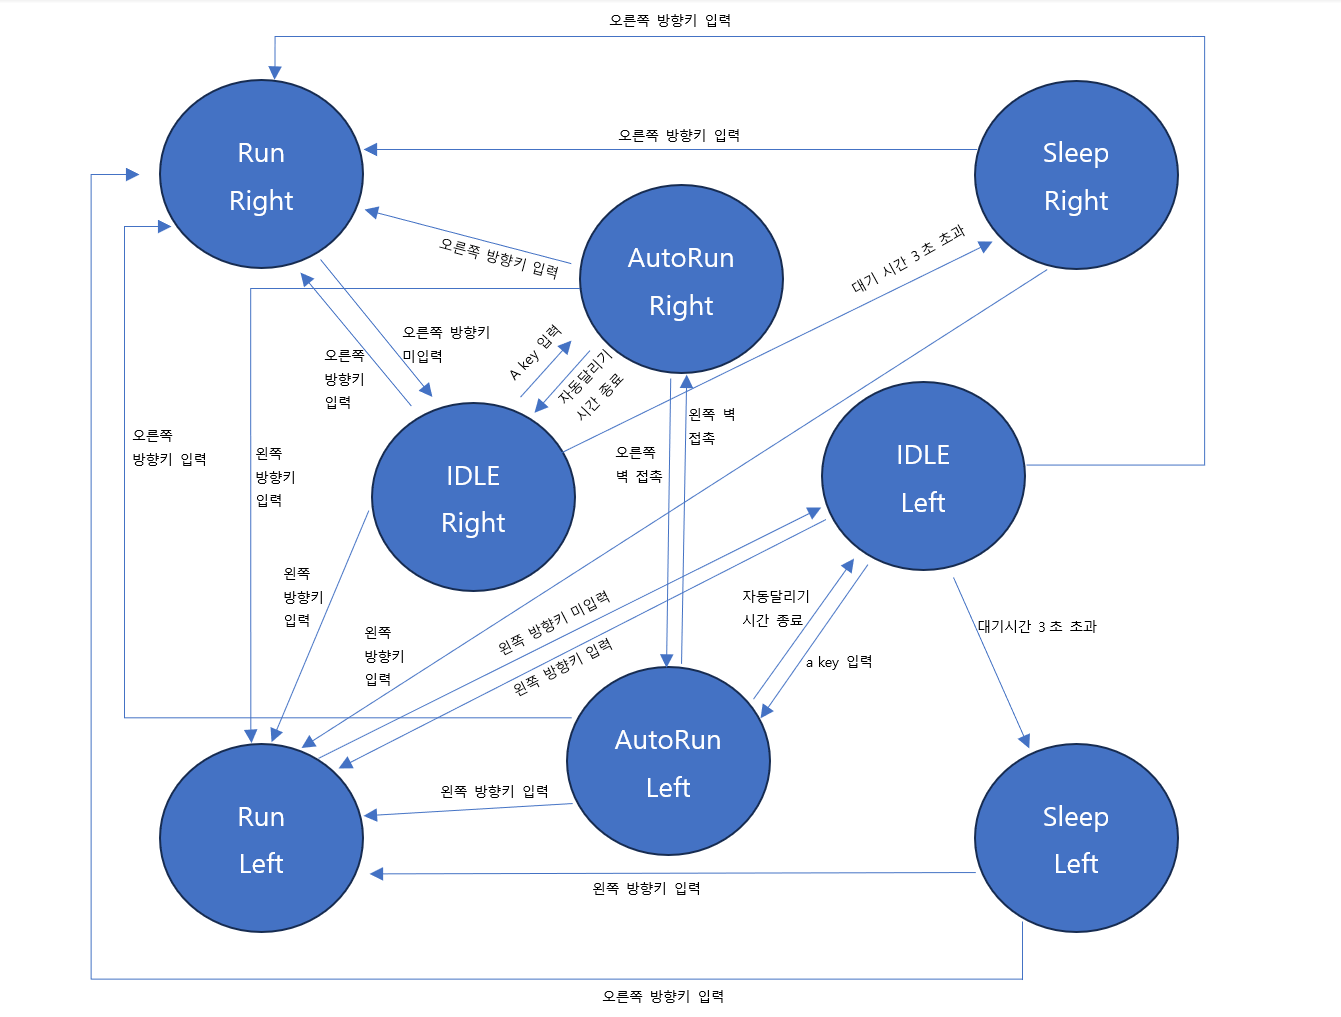 오른쪽 방향키 입력
Run
Right
오른쪽 방향키 입력
Sleep
Right
AutoRun
Right
오른쪽 방향키 입력
대기 시간 3초 초과
오른쪽 방향키
미입력
오른쪽
방향키
입력
A key 입력
자동달리기
시간 종료
왼쪽 벽
접촉
오른쪽
벽 접촉
오른쪽
방향키 입력
왼쪽
방향키
입력
IDLE
Right
IDLE
Left
왼쪽
방향키
입력
왼쪽
방향키
입력
왼쪽 방향키 미입력
왼쪽 방향키 입력
자동달리기
시간 종료
a key 입력
대기시간 3초 초과
AutoRun
Left
왼쪽 방향키 입력
Run
Left
Sleep
Left
왼쪽 방향키 입력
오른쪽 방향키 입력